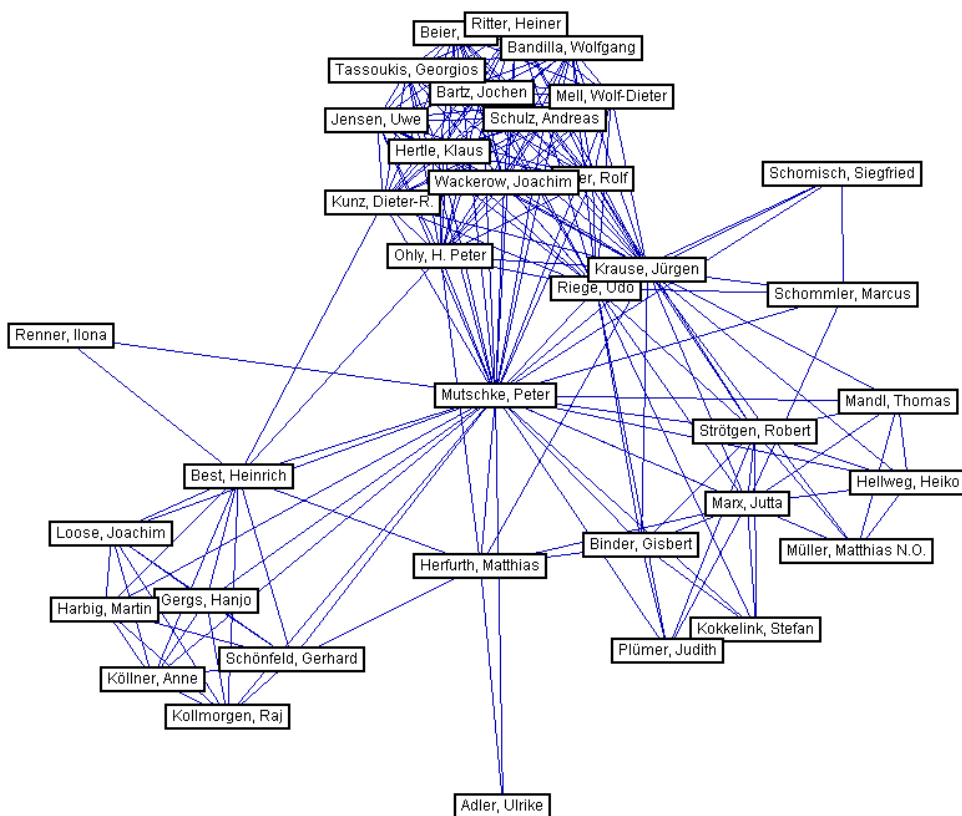 Ritter, Heiner
Beier,
Bandilla, Wolfgang
Tassoukis, Georgios
Bartz, Jochen
Mell, Wolf-Dieter
Jensen, Uwe
Schulz, Andreas
Hertle, Klaus
Wackerow, Joachim
Rolf
Schomisch, Siegfried
Kunz, Dieter-R.
Ohly, H. Peter
Krause, Jürgen
Riege, Udo
Schommler, Marcus
Renner, Ilona
Mutschke, Peter
Mandl, Thomas
Strötgen, Robert
Best, Heinrich
Hellweg, Heiko
Marx, Jutta
Loose, Joachim
Binder, Gisbert
Müller, Matthias N.O.
Herfurth, Matthias
Gergs, Hanjo
Harbig, Martin
Kokkelink, Stefan
Plümer, Judith
Schönfeld, Gerhard
Köllner, Anne
Kollmorgen, Raj
Adler, Ulrike